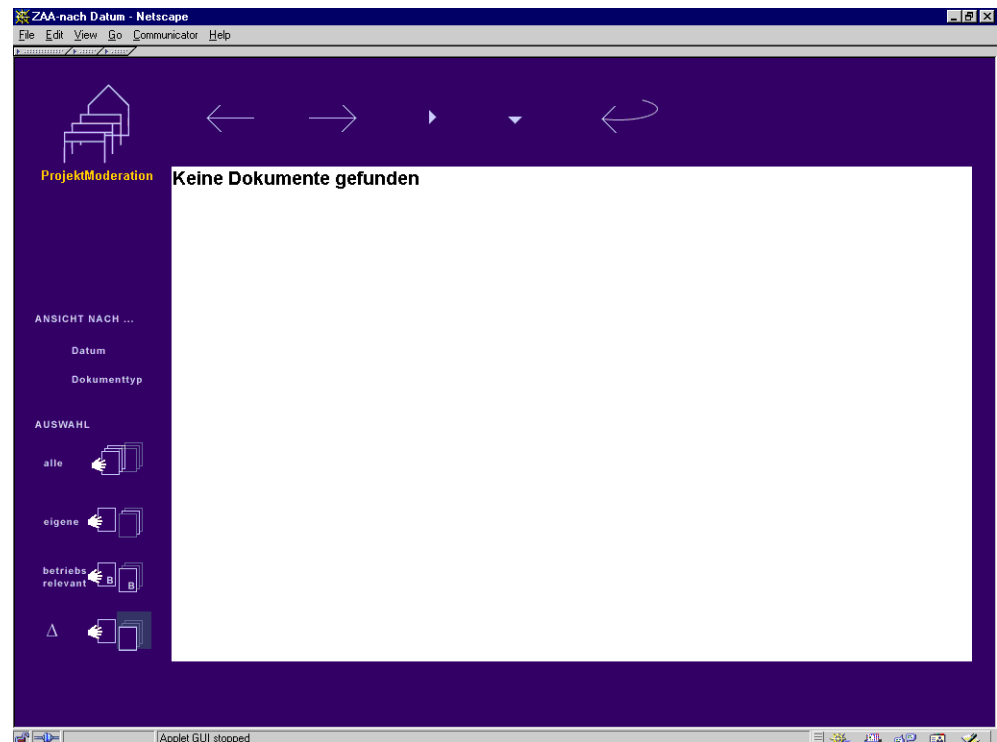 ZAA-nach Datum - Netscape
File Edit View Go Communicator Help
ProjektModeration
Keine Dokumente gefunden
ANSICHT NACH ...
Datum
Dokumenttyp
AUSWAHL
alle
eigene
betriebs
relevant
B B
Δ
Applet GUI stopped